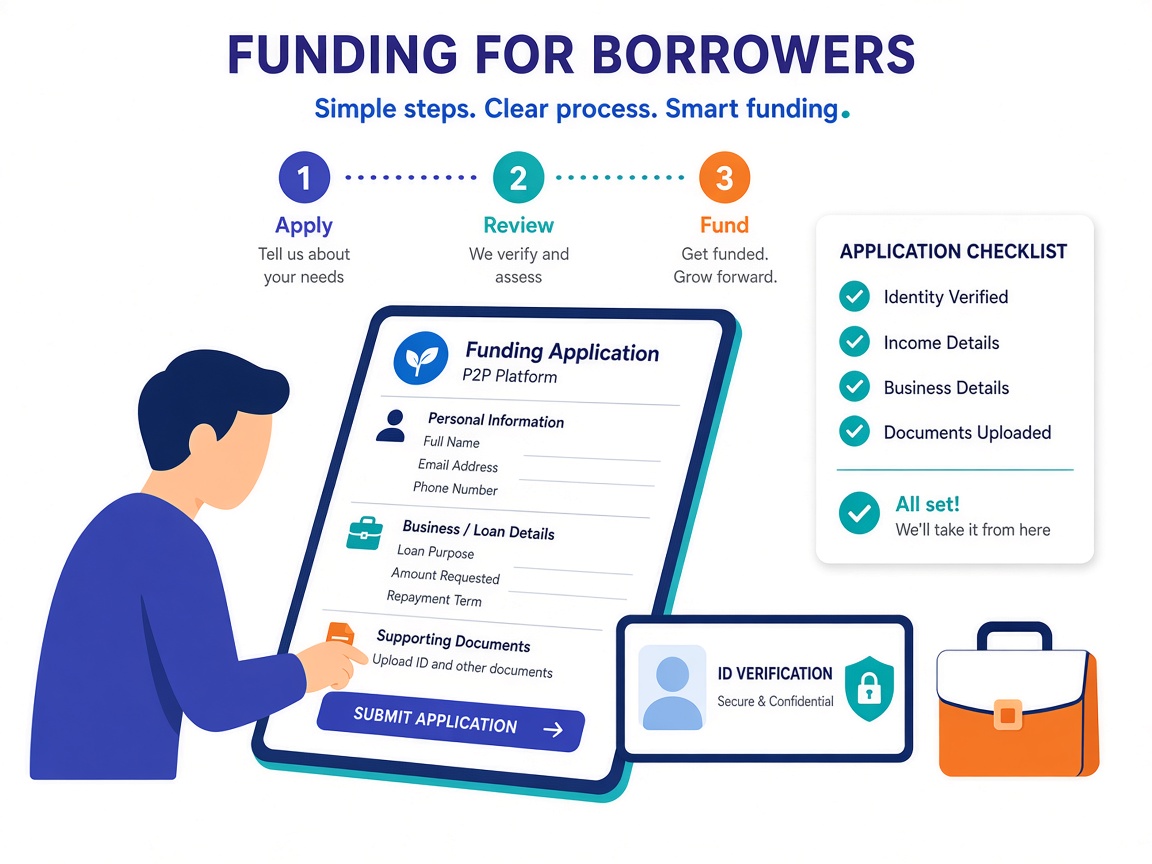 FUNDING FOR BORROWERS
Simple steps. Clear process. Smart funding.
1
Apply
Tell us about
your needs
2
Review
We verify and
assess
3
Fund
Get funded.
Grow forward.
Funding Application
P2P Platform
Personal Information
Full Name
Email Address
Phone Number
Business / Loan Details
Loan Purpose
Amount Requested
Repayment Term
Supporting Documents
Upload ID and other documents
SUBMIT APPLICATION
APPLICATION CHECKLIST
Identity Verified
Income Details
Business Details
Documents Uploaded
All set!
We'll take it from here
ID VERIFICATION
Secure & Confidential